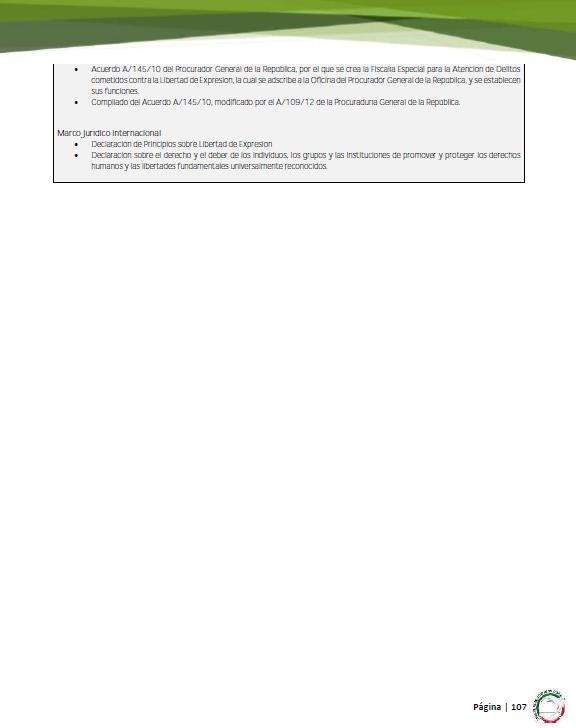 • Acuerdo A/145/10 del Procurador General de la República, por el que se crea la Fiscalía Especial para la Atención de Delitos
cometidos contra la Libertad de Expresión, la cual se adscribe a la Oficina del Procurador General de la República, y se establecen
sus funciones.
• Compilado del Acuerdo A/145/10, modificado por el A/109/12 de la Procuraduría General de la República.
Marco Jurídico Internacional
• Declaración de Principios sobre Libertad de Expresión
• Declaración sobre el derecho y el deber de los individuos, los grupos y las instituciones de promover y proteger los derechos
humanos y las libertades fundamentales universalmente reconocidos.
Página | 107